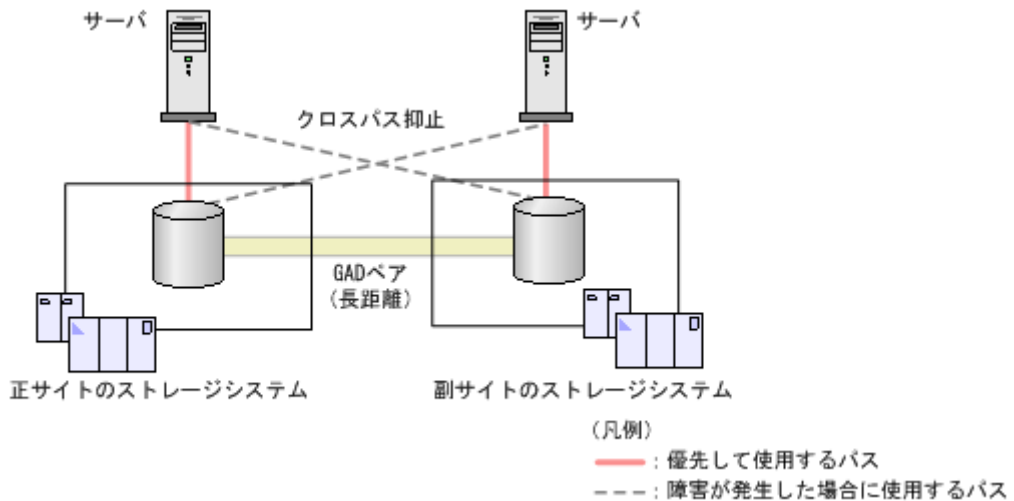 サーバ
サーバ
クロスパス抑止
GADペア
（長距離）
正サイトのストレージシステム
副サイトのストレージシステム
（凡例）
：優先して使用するパス
：障害が発生した場合に使用するパス